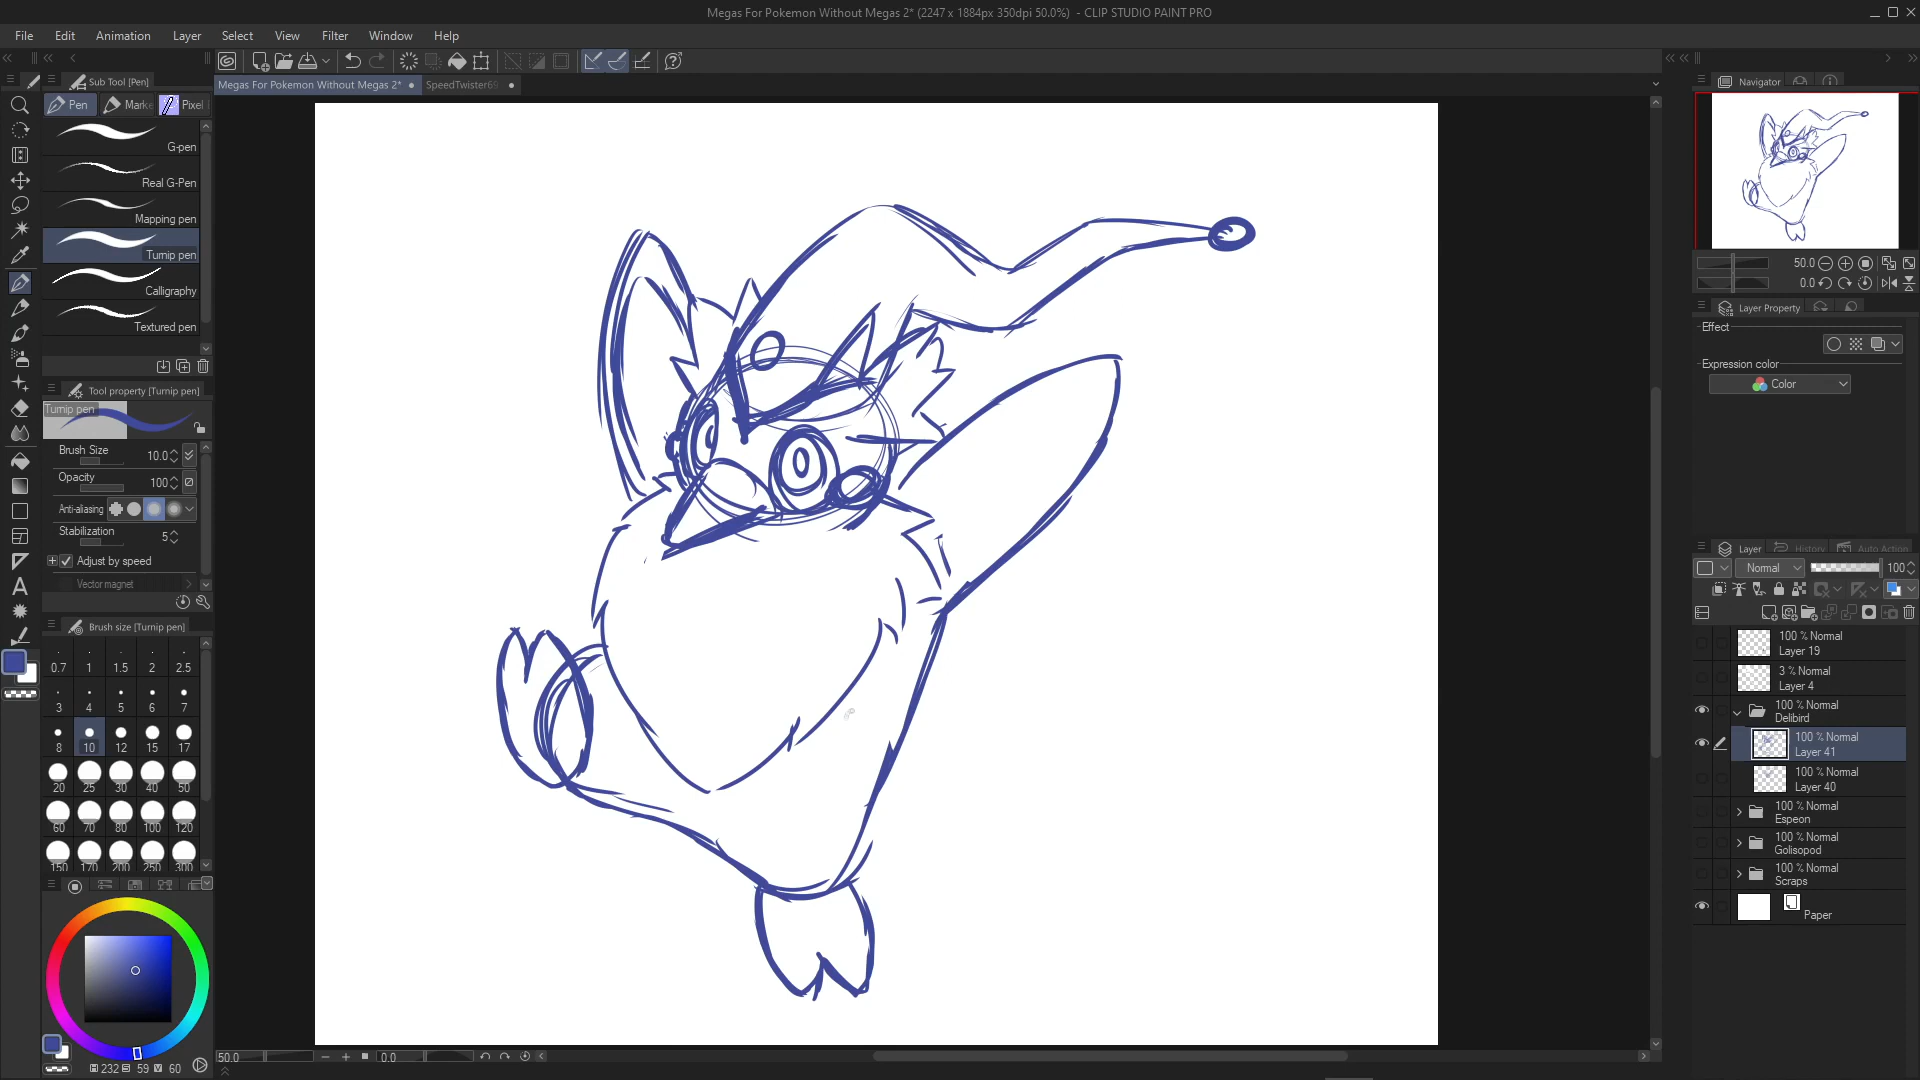 Megas For Pokemon Without Megas 2* (2247 x 1884px 350dpi 50.0%) - CLIP STUDIO PAINT PRO
File Edit Animation Layer Select View Filter Window Help
Sub Tool [Pen]
Megas For Pokemon Without Megas 2* SpeedTwister69
Pen Marke Pixel
G-pen
Real G-Pen
Mapping pen
Turnip pen
Calligraphy
Textured pen
Tool property [Turnip pen]
Turnip pen
Brush Size 10.0
Opacity 100
Anti-aliasing
Stabilization 5
Adjust by speed
Vector magnet
Brush size [Turnip pen]
0.7 1 1.5 2 2.5
3 4 5 6 7
8 10 12 15 17
20 25 30 40 50
60 70 80 100 120
150 170 200 250 300
H 232 S 59 V 60
50.0 0.0
Navigator
50.0
0.0
Layer Property
Effect
Expression color
Color
Layer History Auto Action
Normal 100
100 % Normal
Layer 19
3 % Normal
Layer 4
100 % Normal
Delibird
100 % Normal
Layer 41
100 % Normal
Layer 40
100 % Normal
Espeon
100 % Normal
Golisopod
100 % Normal
Scraps
Paper